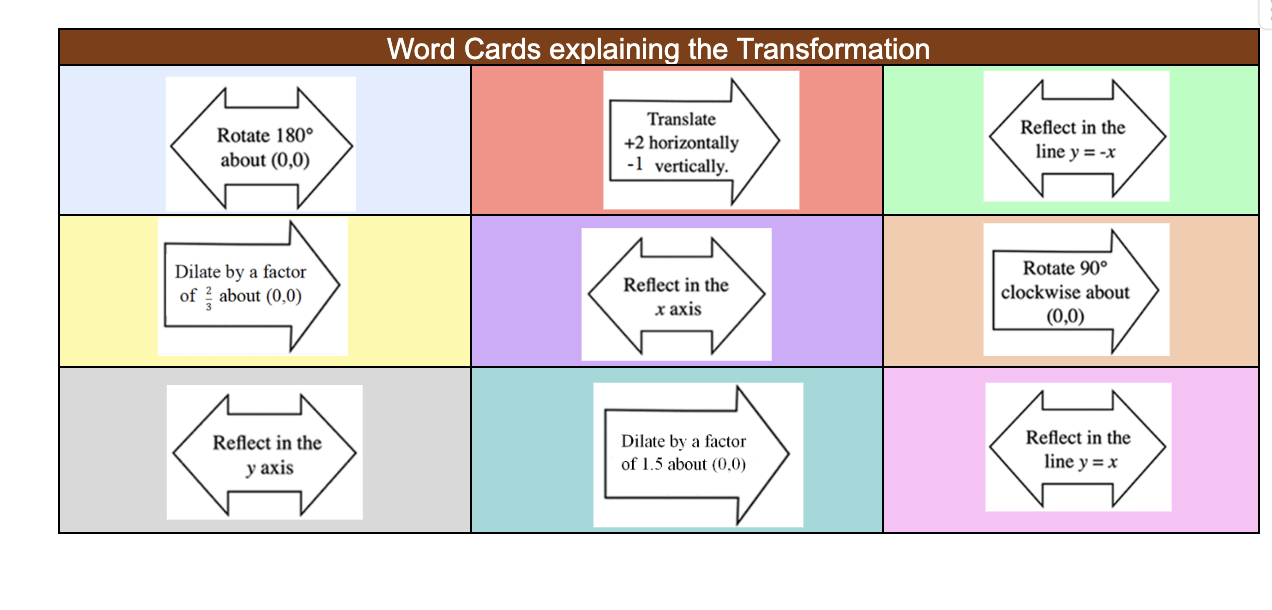 Word Cards explaining the Transformation
Rotate 180°
about (0,0)
Translate
+2 horizontally
-1 vertically.
Reflect in the
line y = -x
Dilate by a factor
of 2/3 about (0,0)
Reflect in the
x axis
Rotate 90°
clockwise about
(0,0)
Reflect in the
y axis
Dilate by a factor
of 1.5 about (0,0)
Reflect in the
line y = x